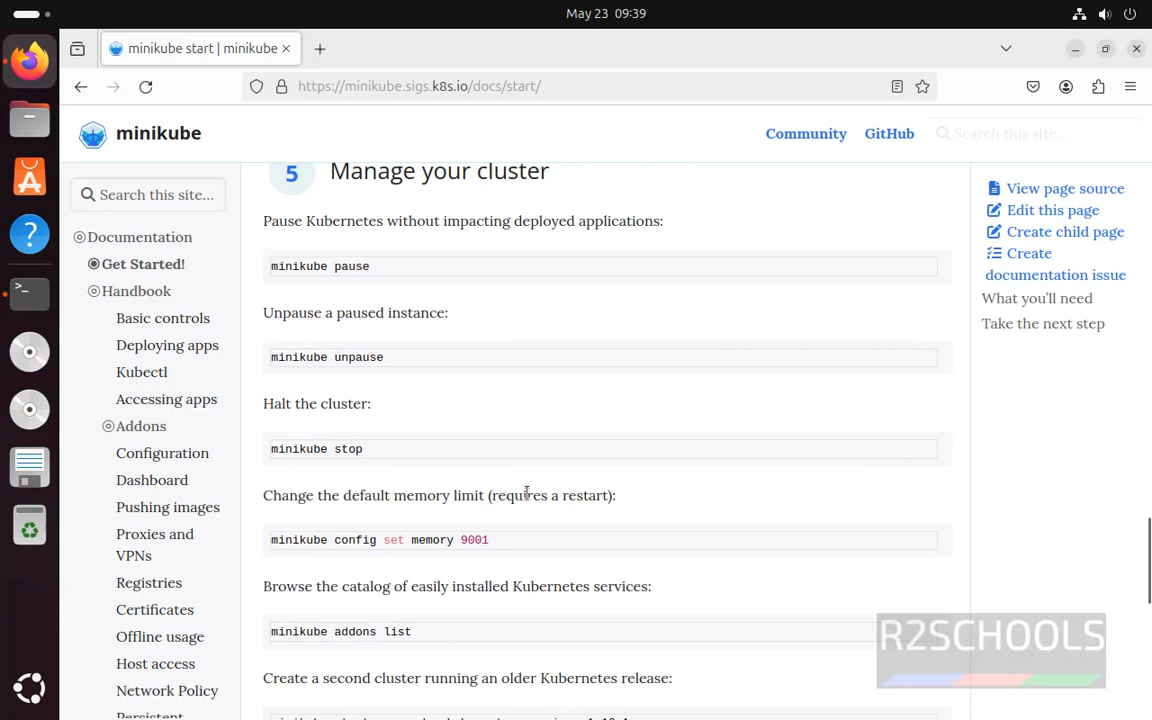 May 23 09:39
minikube start | minikube
https://minikube.sigs.k8s.io/docs/start/
minikube
Community
GitHub
Search this site…
Search this site…
Documentation
Get Started!
Handbook
Basic controls
Deploying apps
Kubectl
Accessing apps
Addons
Configuration
Dashboard
Pushing images
Proxies and
VPNs
Registries
Certificates
Offline usage
Host access
Network Policy
Persistent
5
Manage your cluster
Pause Kubernetes without impacting deployed applications:
minikube pause
Unpause a paused instance:
minikube unpause
Halt the cluster:
minikube stop
Change the default memory limit (requires a restart):
minikube config set memory 9001
Browse the catalog of easily installed Kubernetes services:
minikube addons list
Create a second cluster running an older Kubernetes release:
View page source
Edit this page
Create child page
Create
documentation issue
What you’ll need
Take the next step
R2SCHOOLS